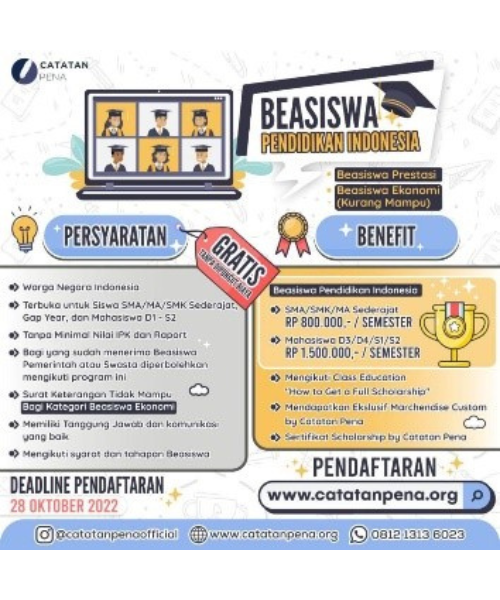 CATATAN
PENA
BEASISWA
PENDIDIKAN INDONESIA
Beasiswa Prestasi
Beasiswa Ekonomi
(Kurang Mampu)
PERSYARATAN
GRATIS
TANPA DIPUNGUT BIAYA
BENEFIT
Warga Negara Indonesia
Terbuka untuk Siswa SMA/MA/SMK Sederajat,
Gap Year, dan Mahasiswa D1 - S2
Tanpa Minimal Nilai IPK dan Raport
Bagi yang sudah menerima Beasiswa
Pemerintah atau Swasta diperbolehkan
mengikuti program ini
Surat Keterangan Tidak Mampu
Bagi Kategori Beasiswa Ekonomi
Memiliki Tanggung Jawab dan komunikasi
yang baik
Mengikuti syarat dan tahapan Beasiswa
Beasiswa Pendidikan Indonesia
SMA/SMK/MA Sederajat
RP 800.000,- / SEMESTER
Mahasiswa D3/D4/S1/S2
RP 1.500.000,- / SEMESTER
Mengikuti Class Education
"How to Get a Full Scholarship"
Mendapatkan Ekslusif Marchendise Custom
by Catatan Pena
Sertifikat Scholarship by Catatan Pena
DEADLINE PENDAFTARAN
28 OKTOBER 2022
PENDAFTARAN
www.catatanpena.org
@catatanpenaofficial www.catatanpena.org 0812 1313 6023